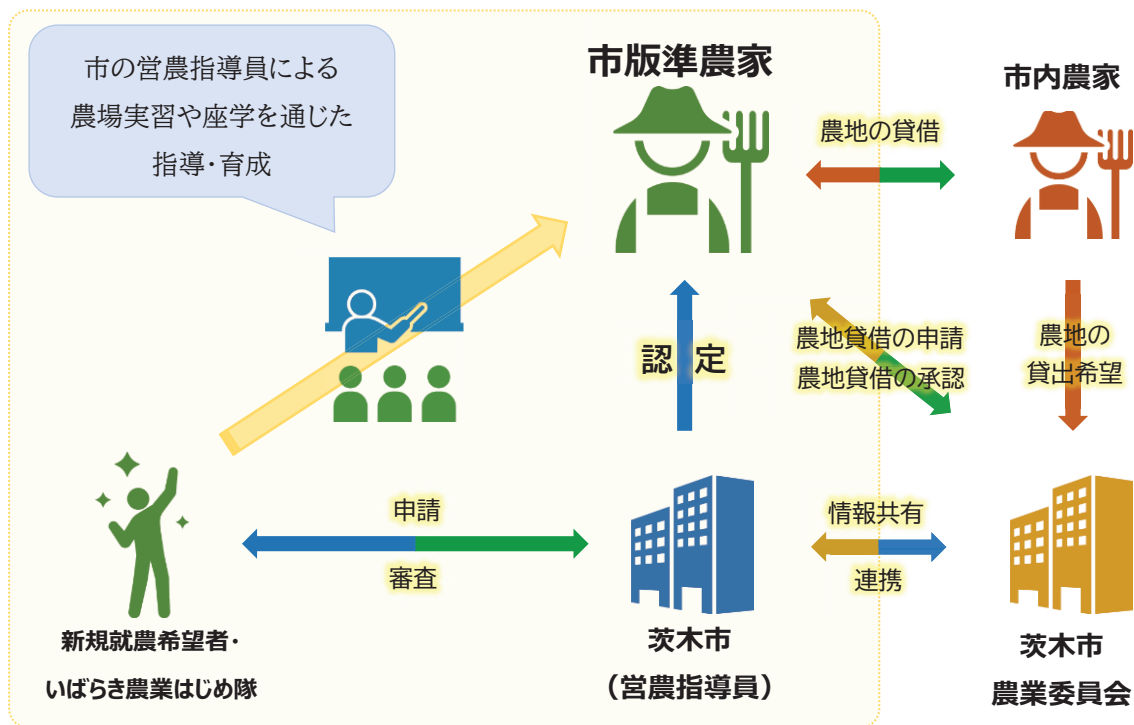 市の営農指導員による
農場実習や座学を通じた
指導・育成
市版準農家
市内農家
農地の貸借
認定
農地貸借の申請
農地貸借の承認
農地の
貸出希望
申請
審査
情報共有
連携
新規就農希望者・
いばらき農業はじめ隊
茨木市
（営農指導員）
茨木市
農業委員会